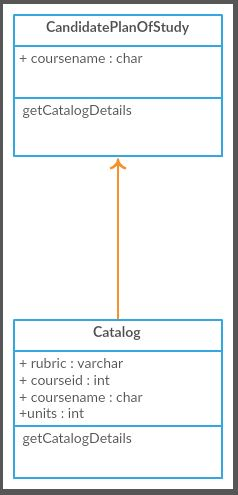 CandidatePlanOfStudy
+ coursename : char
getCatalogDetails
Catalog
+ rubric : varchar
+ courseid : int
+ coursename : char
+units : int
getCatalogDetails